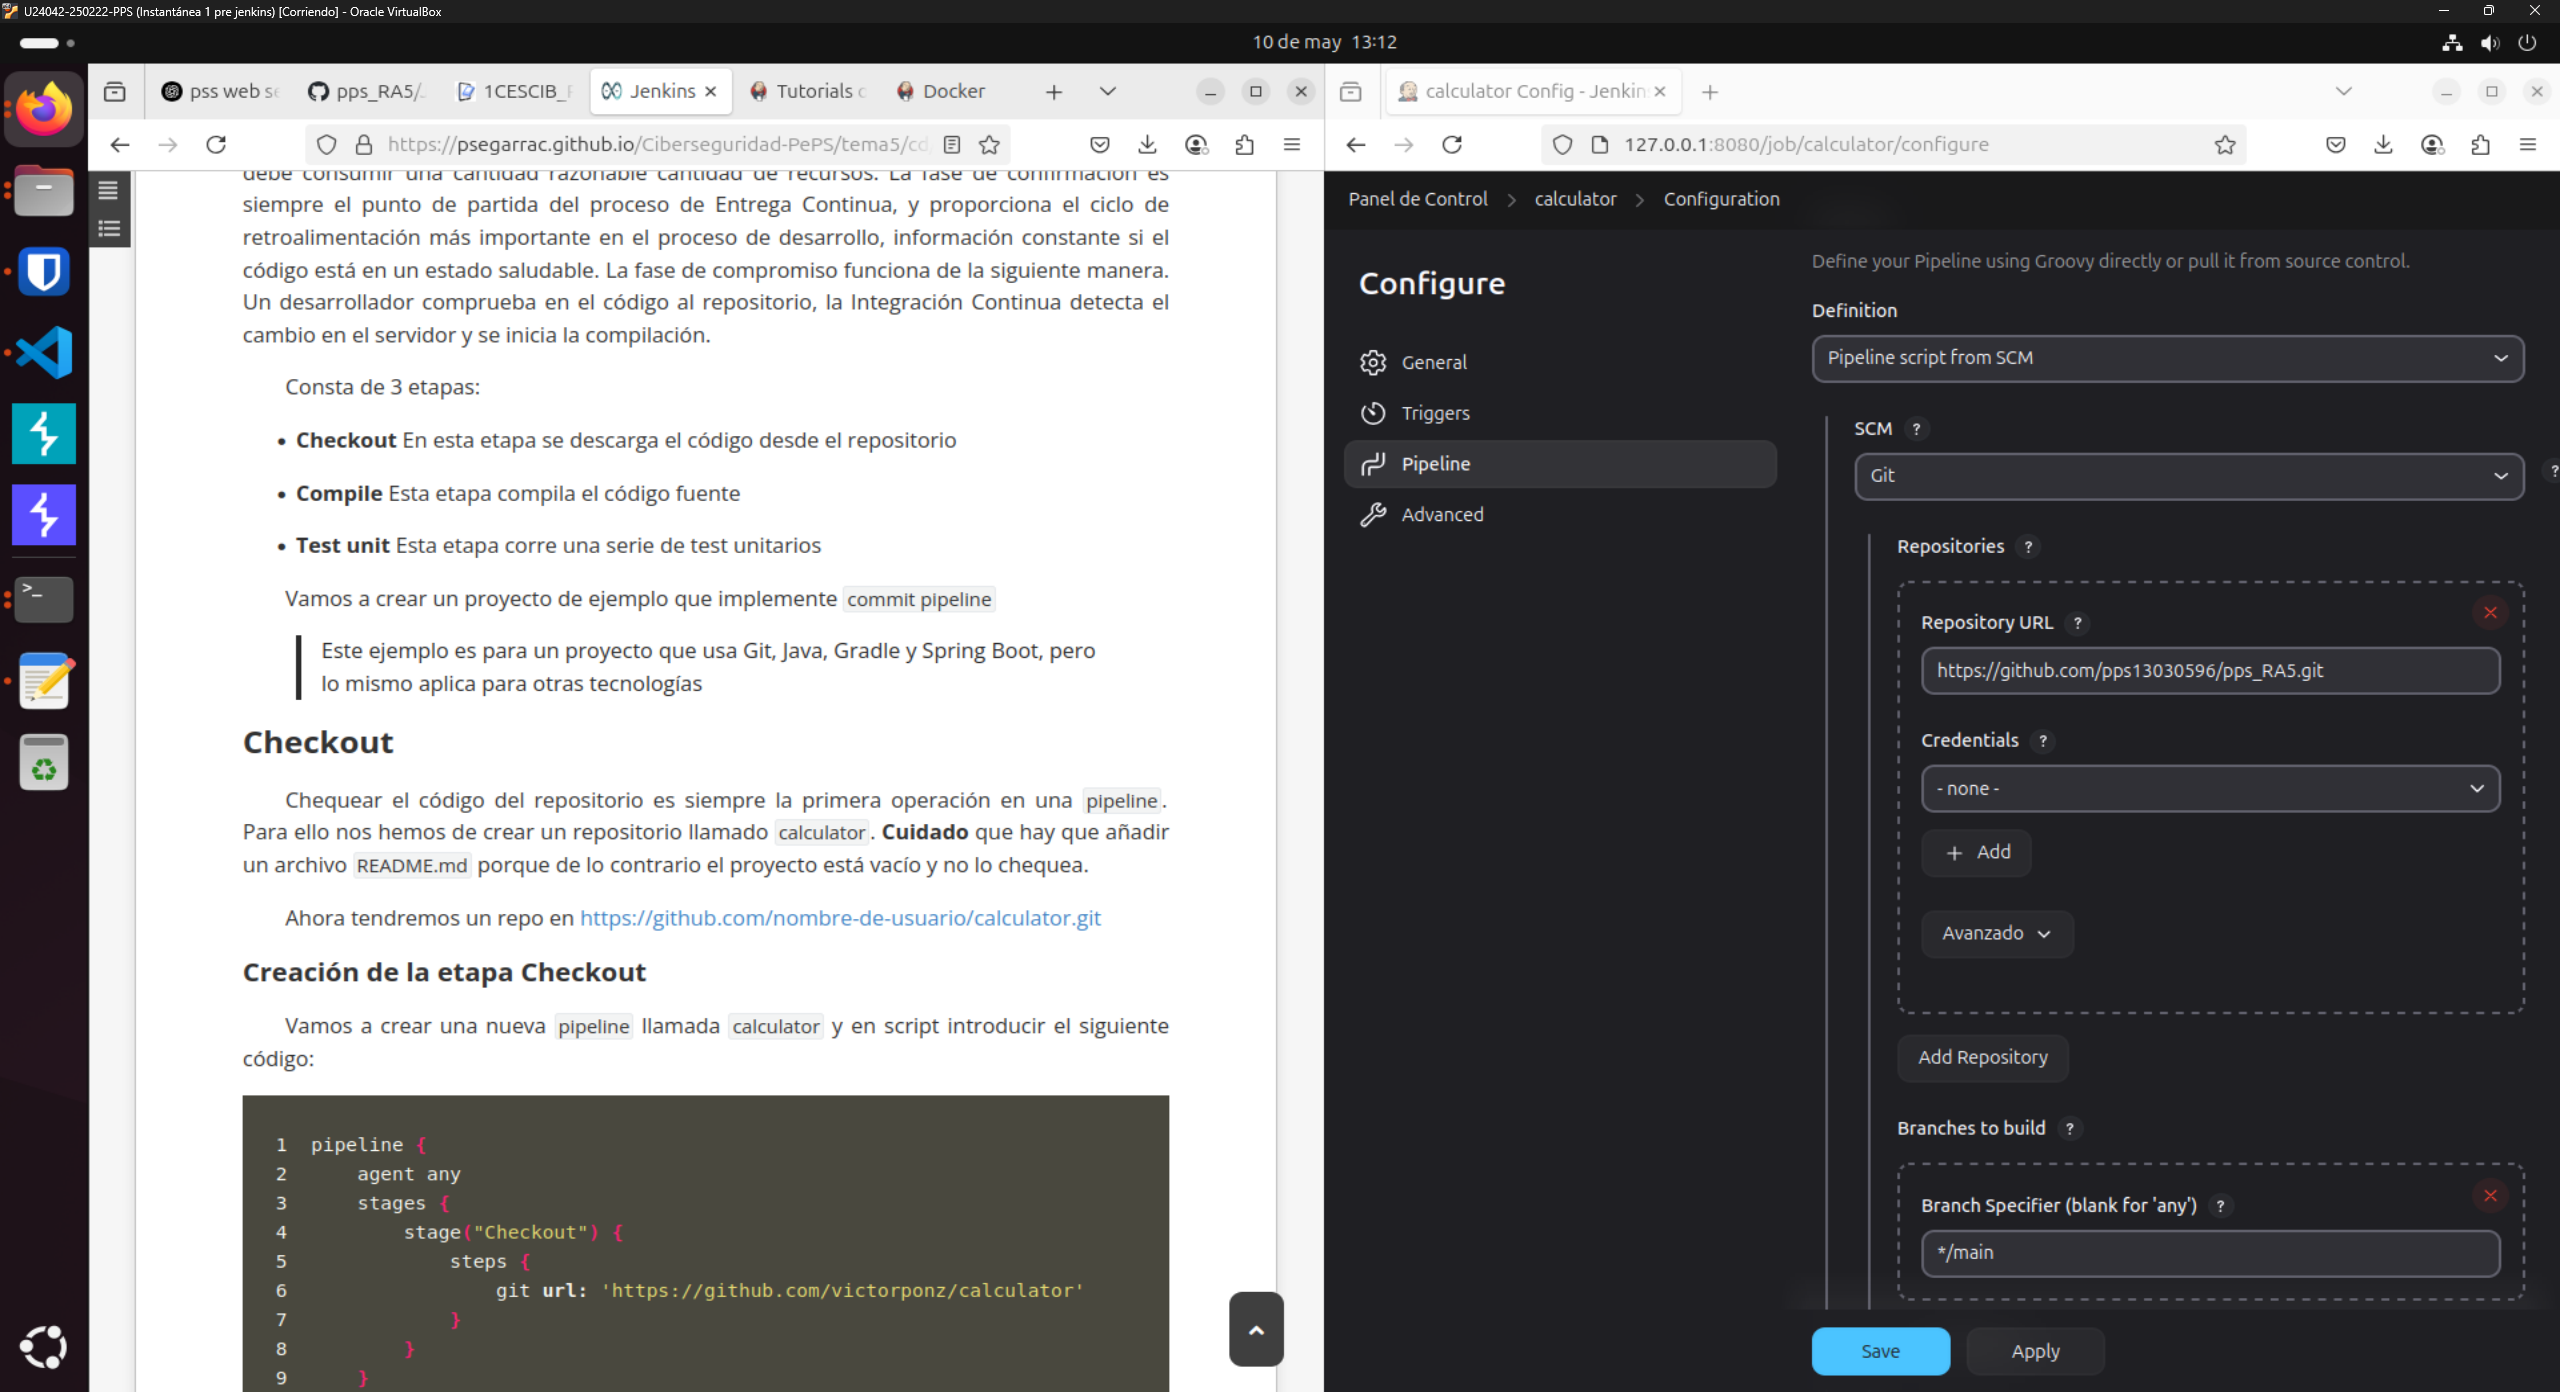 U24042-250222-PPS (Instantánea 1 pre jenkins) [Corriendo] - Oracle VirtualBox
10 de may 13:12
pss web se
pps_RA5/.
1CESCIB_F
Jenkins
Tutorials o
Docker
https://psegarrac.github.io/Ciberseguridad-PePS/tema5/cd
debe consumir una cantidad razonable cantidad de recursos. La fase de confirmación es
siempre el punto de partida del proceso de Entrega Continua, y proporciona el ciclo de
retroalimentación más importante en el proceso de desarrollo, información constante si el
código está en un estado saludable. La fase de compromiso funciona de la siguiente manera.
Un desarrollador comprueba en el código al repositorio, la Integración Continua detecta el
cambio en el servidor y se inicia la compilación.
Consta de 3 etapas:
• Checkout En esta etapa se descarga el código desde el repositorio
• Compile Esta etapa compila el código fuente
• Test unit Esta etapa corre una serie de test unitarios
Vamos a crear un proyecto de ejemplo que implemente commit pipeline
Este ejemplo es para un proyecto que usa Git, Java, Gradle y Spring Boot, pero
lo mismo aplica para otras tecnologías
Checkout
Chequear el código del repositorio es siempre la primera operación en una pipeline.
Para ello nos hemos de crear un repositorio llamado calculator. Cuidado que hay que añadir
un archivo README.md porque de lo contrario el proyecto está vacío y no lo chequea.
Ahora tendremos un repo en https://github.com/nombre-de-usuario/calculator.git
Creación de la etapa Checkout
Vamos a crear una nueva pipeline llamada calculator y en script introducir el siguiente
código:
1 pipeline {
2 agent any
3 stages {
4 stage("Checkout") {
5 steps {
6 git url: 'https://github.com/victorponz/calculator'
7 }
8 }
9 }
calculator Config - Jenkins
127.0.0.1:8080/job/calculator/configure
Panel de Control > calculator > Configuration
Configure
General
Triggers
Pipeline
Advanced
Define your Pipeline using Groovy directly or pull it from source control.
Definition
Pipeline script from SCM
SCM ?
Git
?
Repositories ?
Repository URL ?
https://github.com/pps13030596/pps_RA5.git
Credentials ?
- none -
+ Add
Avanzado
Add Repository
Branches to build ?
Branch Specifier (blank for 'any') ?
*/main
Save
Apply